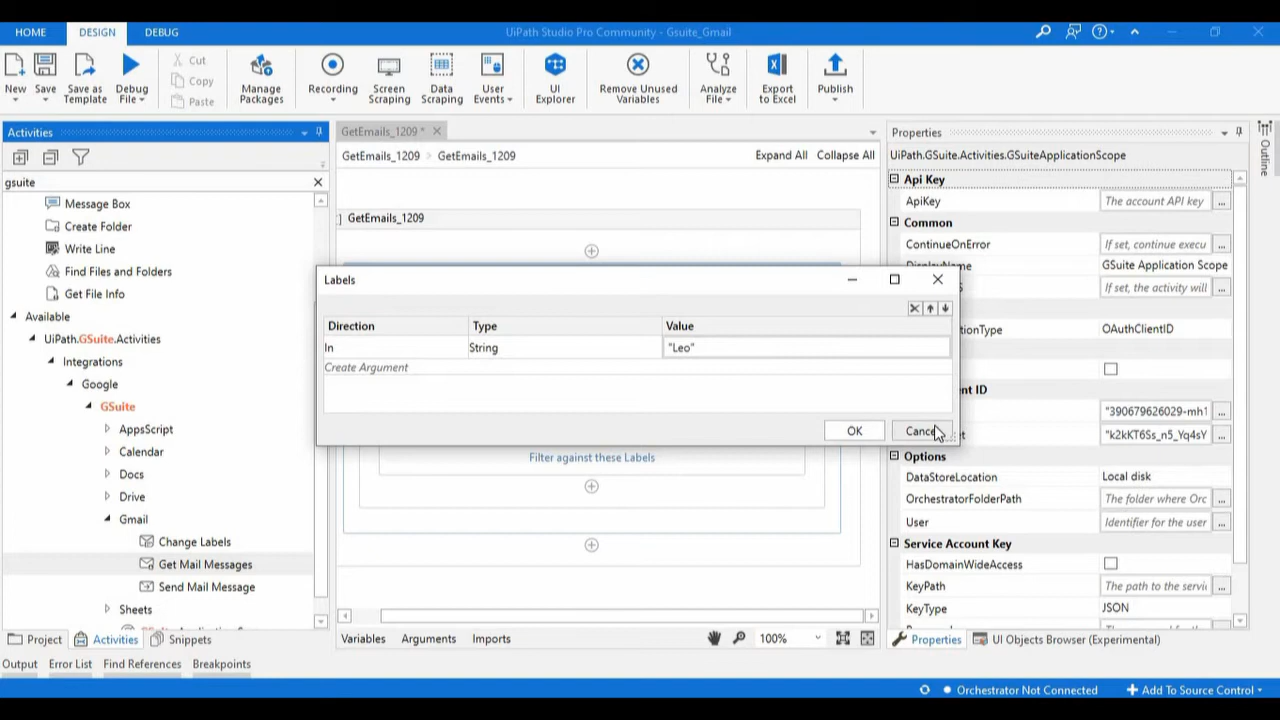 HOME
DESIGN
DEBUG
UiPath Studio Pro Community - Gsuite_Gmail
New
Save
Save as Template
Debug File
Cut
Copy
Paste
Manage Packages
Recording
Screen Scraping
Data Scraping
User Events
UI Explorer
Remove Unused Variables
Analyze File
Export to Excel
Publish
Activities
gsuite
Message Box
Create Folder
Write Line
Find Files and Folders
Get File Info
Available
UiPath.GSuite.Activities
Integrations
Google
GSuite
AppsScript
Calendar
Docs
Drive
Gmail
Change Labels
Get Mail Messages
Send Mail Message
Sheets
Project
Activities
Snippets
GetEmails_1209 *
GetEmails_1209 > GetEmails_1209
Expand All
Collapse All
GetEmails_1209
Labels
Direction
Type
Value
In
String
"Leo"
Create Argument
OK
Cance
Filter against these Labels
Variables
Arguments
Imports
100%
Properties
UiPath.GSuite.Activities.GSuiteApplicationScope
Api Key
ApiKey
The account API key
Common
ContinueOnError
If set, continue execu
GSuite Application Scope
If set, the activity will
OAuthClientID
ent ID
"390679626029-mh1
"k2kKT6Ss_n5_Yq4sY
Options
DataStoreLocation
Local disk
OrchestratorFolderPath
The folder where Orc
User
Identifier for the user
Service Account Key
HasDomainWideAccess
KeyPath
The path to the servi
KeyType
JSON
Properties
UI Objects Browser (Experimental)
Outline
Output
Error List
Find References
Breakpoints
Orchestrator Not Connected
Add To Source Control